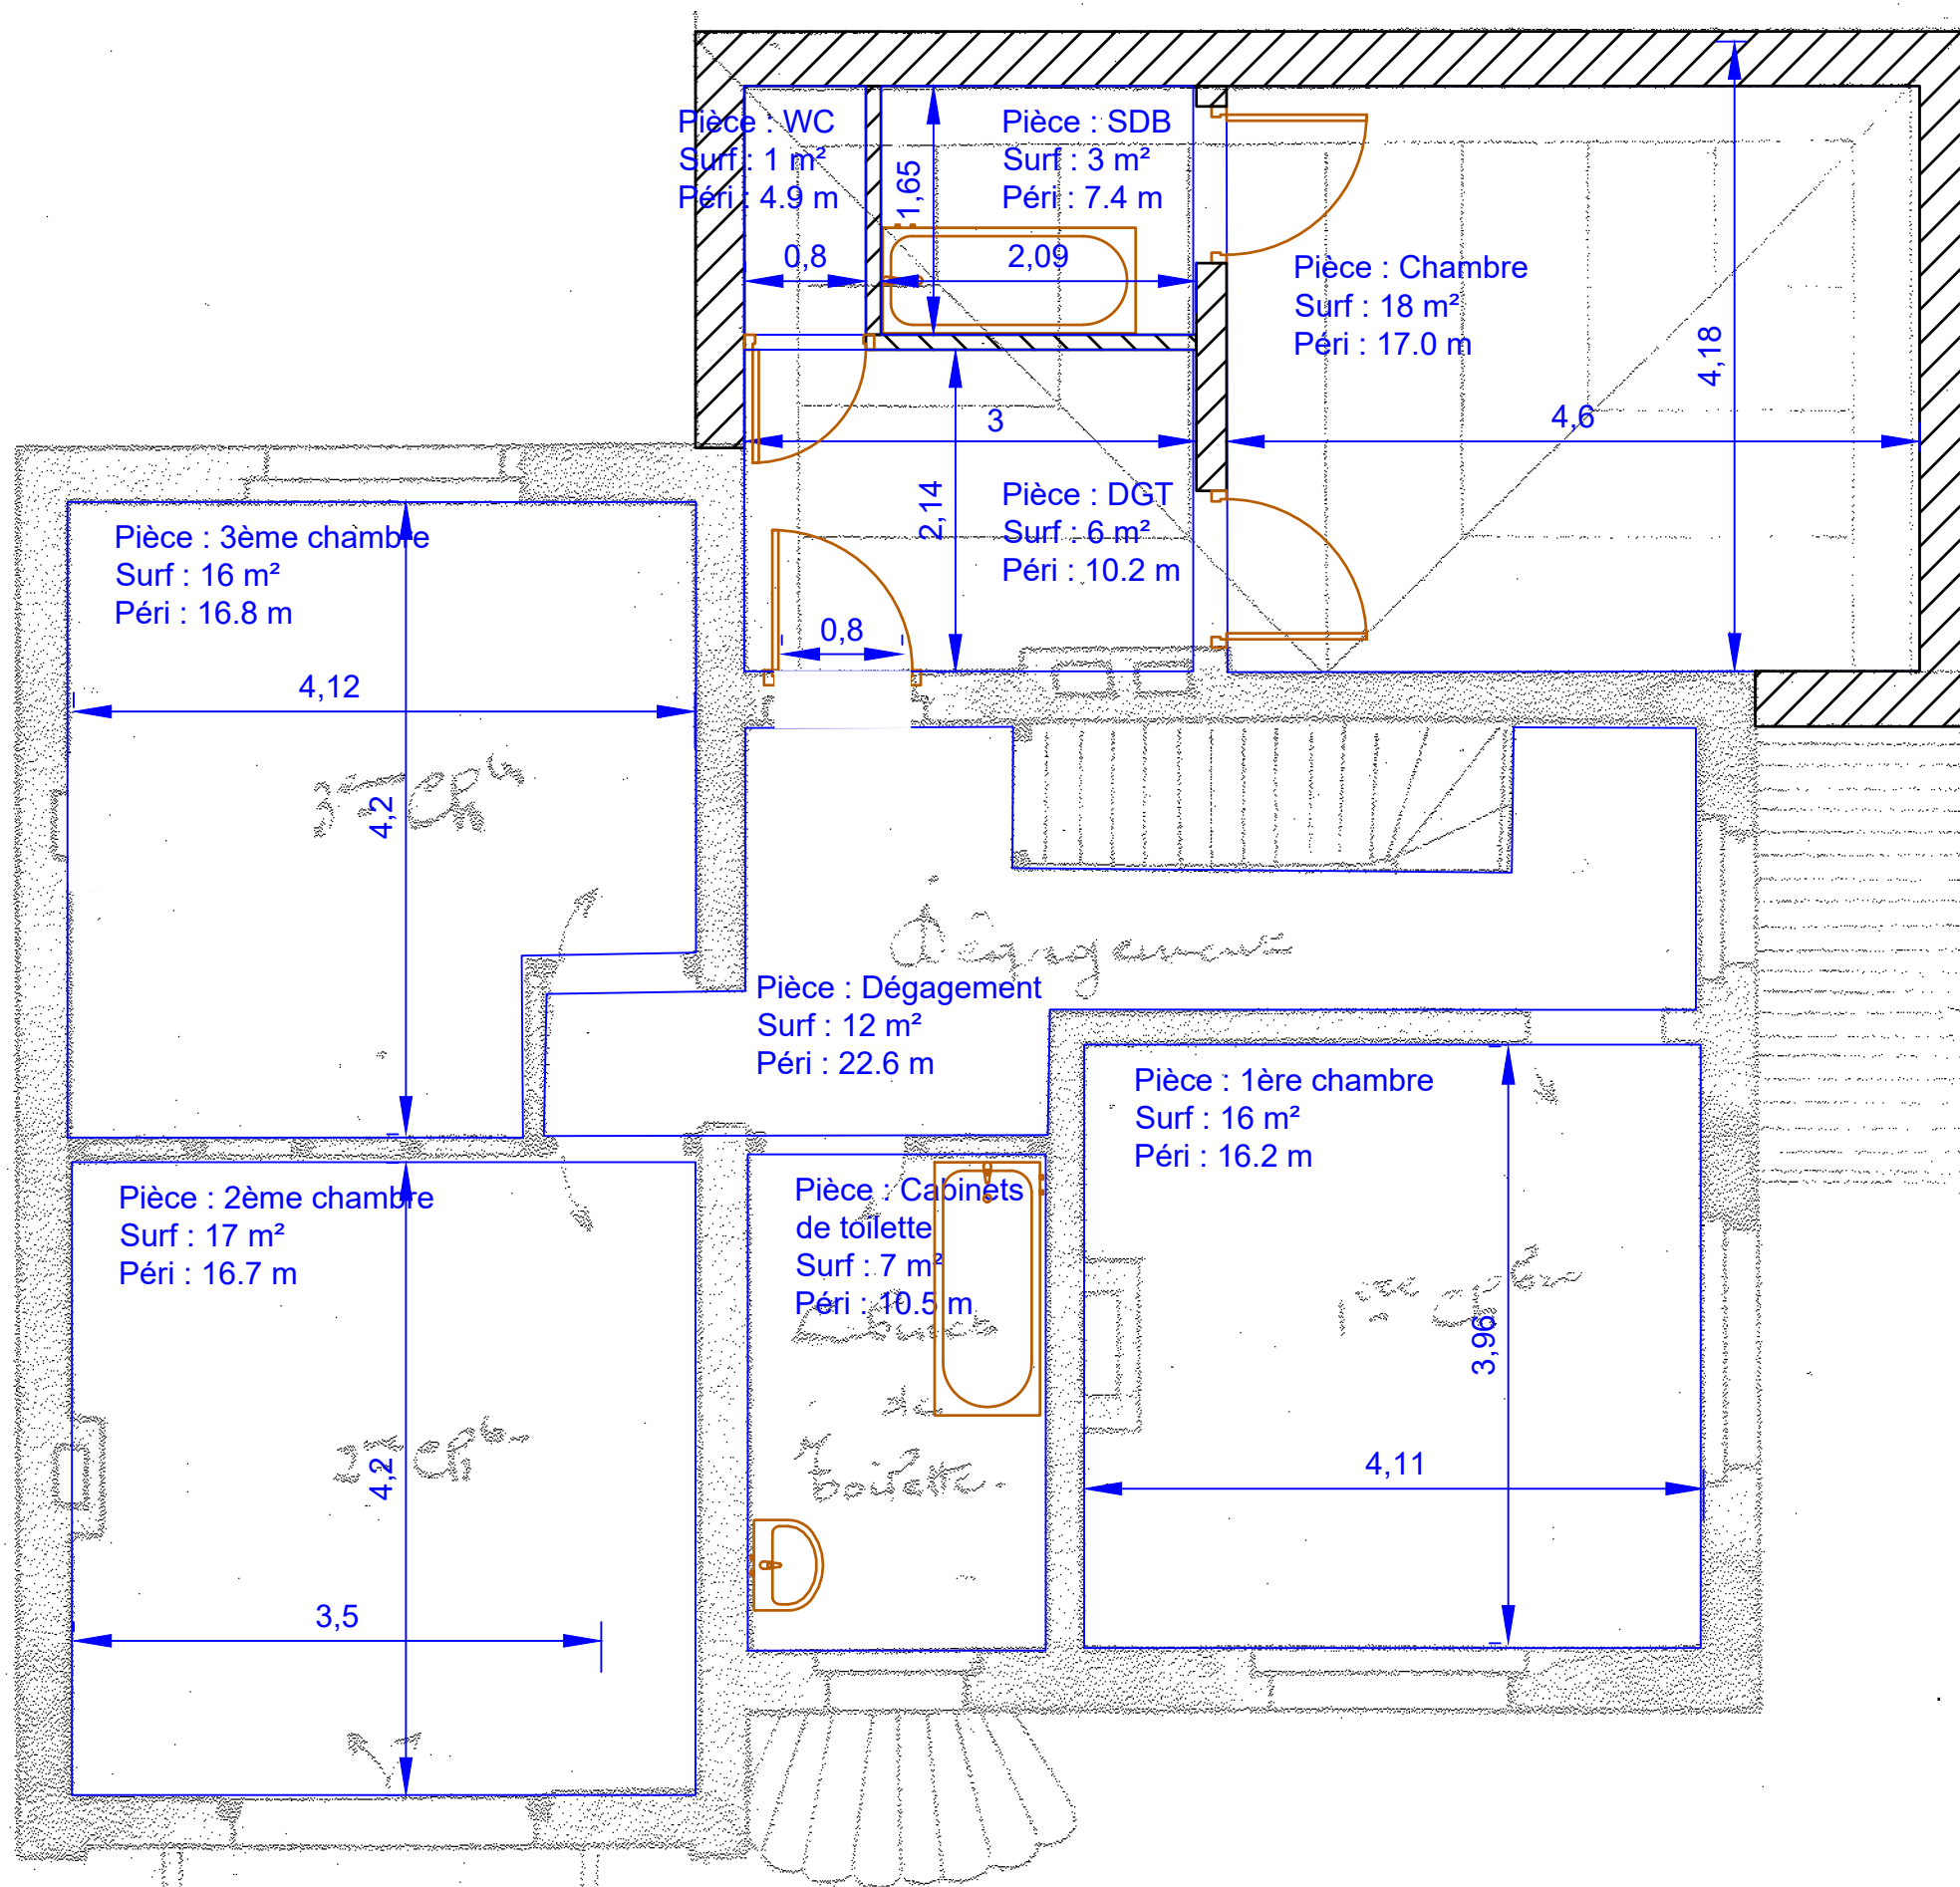 Pièce : WC
Surf : 1 m²
Péri : 4.9 m
0,8
1,65
Pièce : SDB
Surf : 3 m²
Péri : 7.4 m
2,09
Pièce : Chambre
Surf : 18 m²
Péri : 17.0 m
4,18
4,6
3
2,14
Pièce : DGT
Surf : 6 m²
Péri : 10.2 m
0,8
Pièce : 3ème chambre
Surf : 16 m²
Péri : 16.8 m
4,12
4,2
Dégagement
Pièce : Dégagement
Surf : 12 m²
Péri : 22.6 m
Pièce : 1ère chambre
Surf : 16 m²
Péri : 16.2 m
3,96
4,11
Pièce : 2ème chambre
Surf : 17 m²
Péri : 16.7 m
4,2
3,5
Pièce : Cabinets
de toilette
Surf : 7 m²
Péri : 10.5 m
de
toilette.